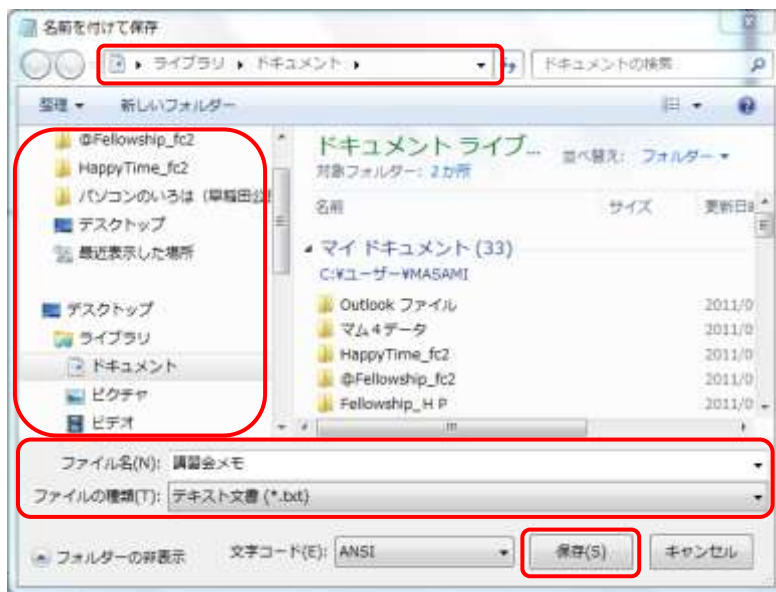 名前を付けて保存
ライブラリ ▶ ドキュメント ▶
ドキュメントの検索
整理 ▼ 新しいフォルダー
@Fellowship_fc2
HappyTime_fc2
パソコンのいろは（早稲田公
デスクトップ
最近表示した場所
デスクトップ
ライブラリ
ドキュメント
ピクチャ
ビデオ
ドキュメント ライブ...
並べ替え: フォルダー ▼
対象フォルダー: 2か所
名前 サイズ 更新日
マイ ドキュメント (33)
C:¥ユーザー¥MASAMI
Outlook ファイル 2011/0
マム4データ 2011/0
HappyTime_fc2 2011/0
@Fellowship_fc2 2011/0
Fellowship_H P 2011/0
ファイル名(N): 講習会メモ
ファイルの種類(T): テキスト文書 (*.txt)
フォルダーの非表示
文字コード(E): ANSI
保存(S)
キャンセル